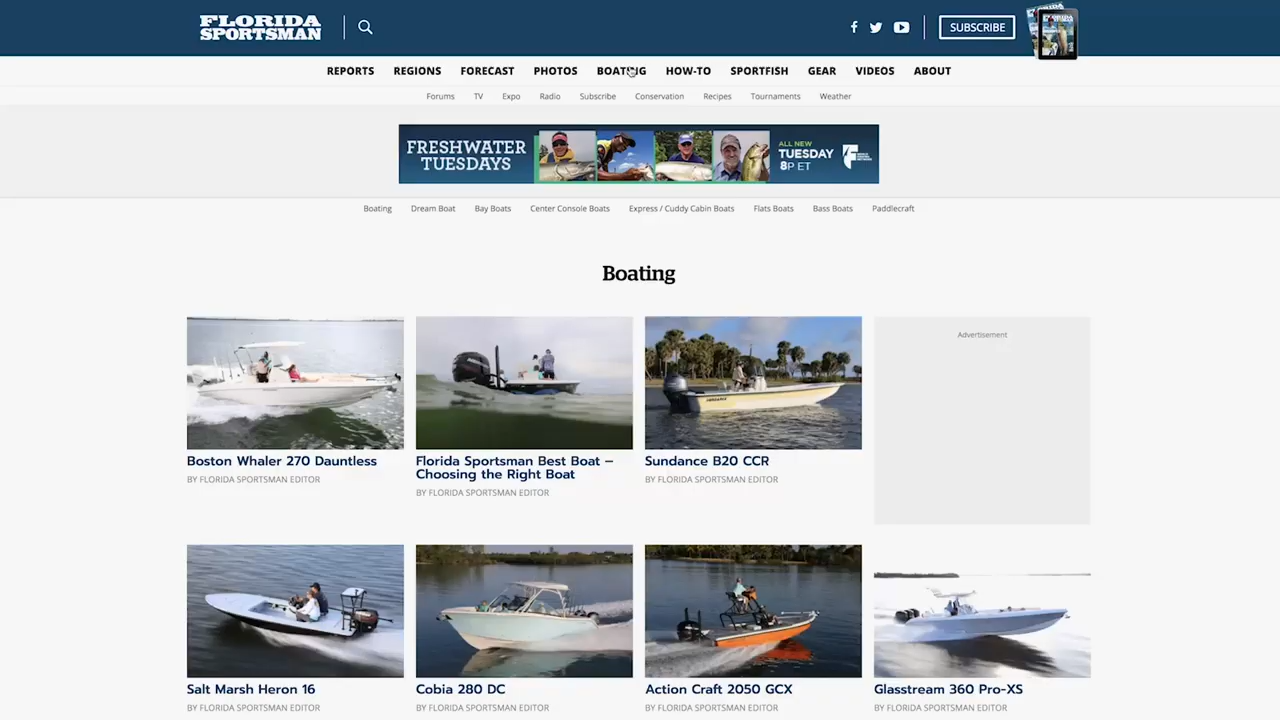 FLORIDA
SPORTSMAN
SUBSCRIBE
REPORTS REGIONS FORECAST PHOTOS BOATING HOW-TO SPORTFISH GEAR VIDEOS ABOUT
Forums TV Expo Radio Subscribe Conservation Recipes Tournaments Weather
FRESHWATER
TUESDAYS
ALL NEW
TUESDAY
8P ET
Boating Dream Boat Bay Boats Center Console Boats Express / Cuddy Cabin Boats Flats Boats Bass Boats Paddlecraft
Boating
Advertisement
Boston Whaler 270 Dauntless
BY FLORIDA SPORTSMAN EDITOR
Florida Sportsman Best Boat –
Choosing the Right Boat
BY FLORIDA SPORTSMAN EDITOR
Sundance B20 CCR
BY FLORIDA SPORTSMAN EDITOR
Salt Marsh Heron 16
BY FLORIDA SPORTSMAN EDITOR
Cobia 280 DC
BY FLORIDA SPORTSMAN EDITOR
Action Craft 2050 GCX
BY FLORIDA SPORTSMAN EDITOR
Glasstream 360 Pro-XS
BY FLORIDA SPORTSMAN EDITOR